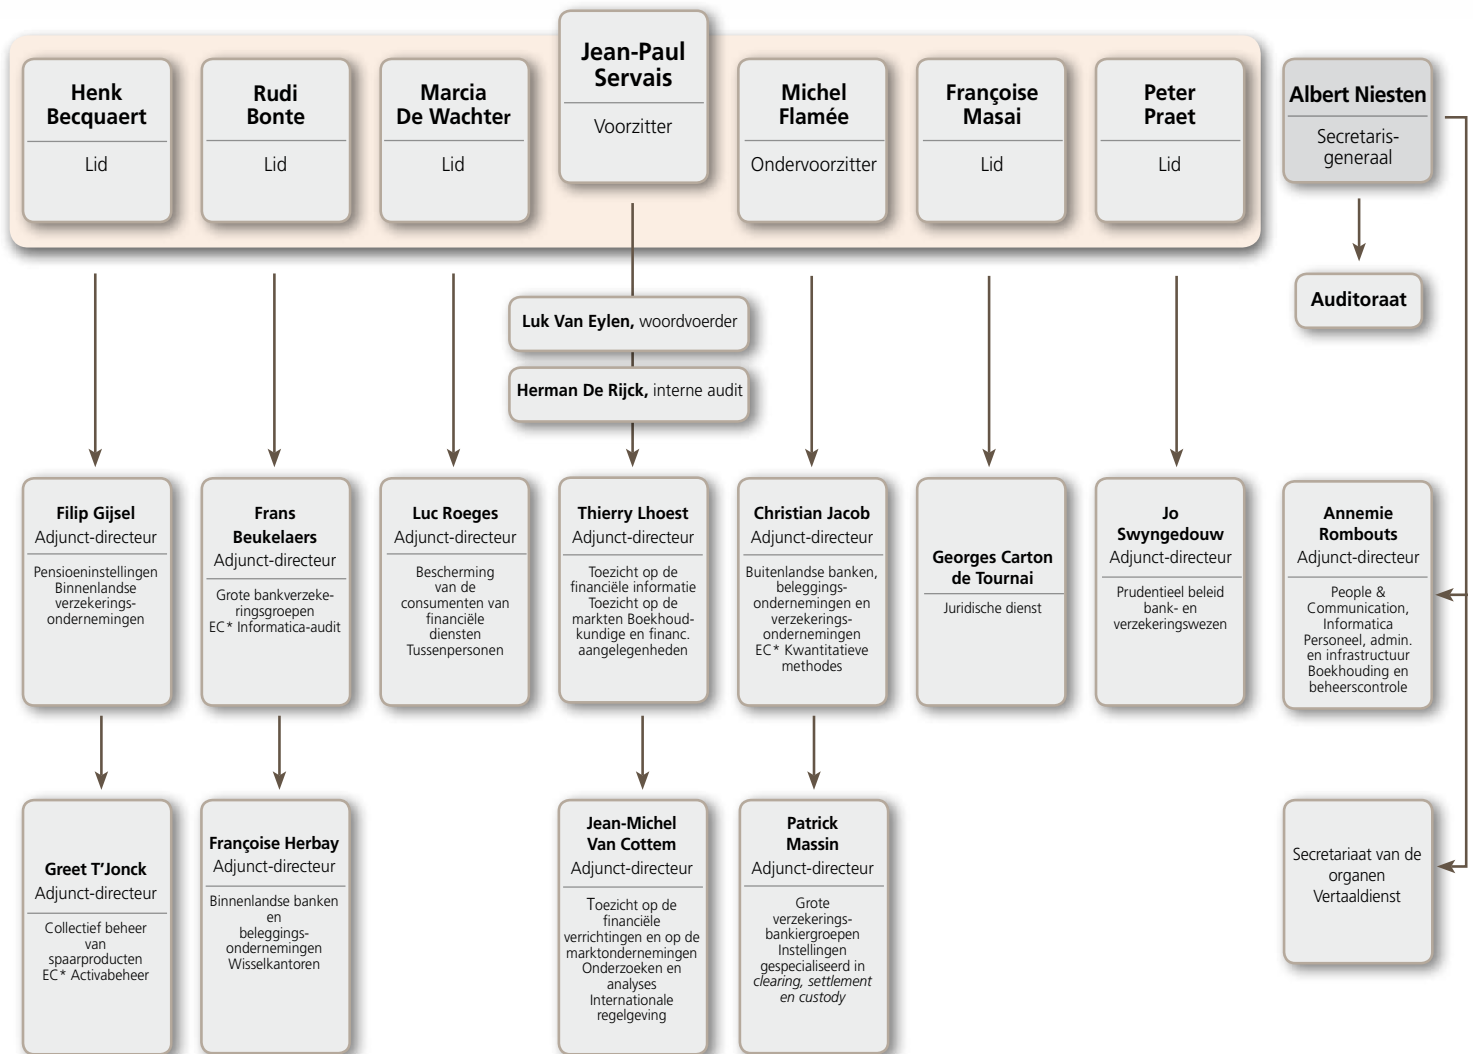 Jean-Paul
Servais
Voorzitter
Henk
Becquaert
Lid
Rudi
Bonte
Lid
Marcia
De Wachter
Lid
Michel
Flamée
Ondervoorzitter
Françoise
Masai
Lid
Peter
Praet
Lid
Albert Niesten
Secretaris-
generaal
Auditoraat
Luk Van Eylen, woordvoerder
Herman De Rijck, interne audit
Filip Gijsel
Adjunct-directeur
Pensioeninstellingen
Binnenlandse
verzekerings-
ondernemingen
Frans
Beukelaers
Adjunct-directeur
Grote bankverzeke-
ringsgroepen
EC* Informatica-audit
Luc Roeges
Adjunct-directeur
Bescherming
van de
consumenten van
financiële
diensten
Tussenpersonen
Thierry Lhoest
Adjunct-directeur
Toezicht op de
financiële informatie
Toezicht op de
markten Boekhoud-
kundige en financ.
aangelegenheden
Christian Jacob
Adjunct-directeur
Buitenlandse banken,
beleggings-
ondernemingen en
verzekerings-
ondernemingen
EC* Kwantitatieve
methodes
Georges Carton
de Tournai
Juridische dienst
Jo
Swyngedouw
Adjunct-directeur
Prudentieel beleid
bank- en
verzekeringswezen
Annemie
Rombouts
Adjunct-directeur
People &
Communication,
Informatica
Personeel, admin.
en infrastructuur
Boekhouding en
beheerscontrole
Greet T'Jonck
Adjunct-directeur
Collectief beheer
van
spaarproducten
EC* Activabeheer
Françoise Herbay
Adjunct-directeur
Binnenlandse banken
en
beleggings-
ondernemingen
Wisselkantoren
Jean-Michel
Van Cottem
Adjunct-directeur
Toezicht op de
financiële
verrichtingen en op de
marktondernemingen
Onderzoeken en
analyses
Internationale
regelgeving
Patrick
Massin
Adjunct-directeur
Grote
verzekerings-
bankiergroepen
Instellingen
gespecialiseerd in
clearing, settlement
en custody
Secretariaat van de
organen
Vertaaldienst